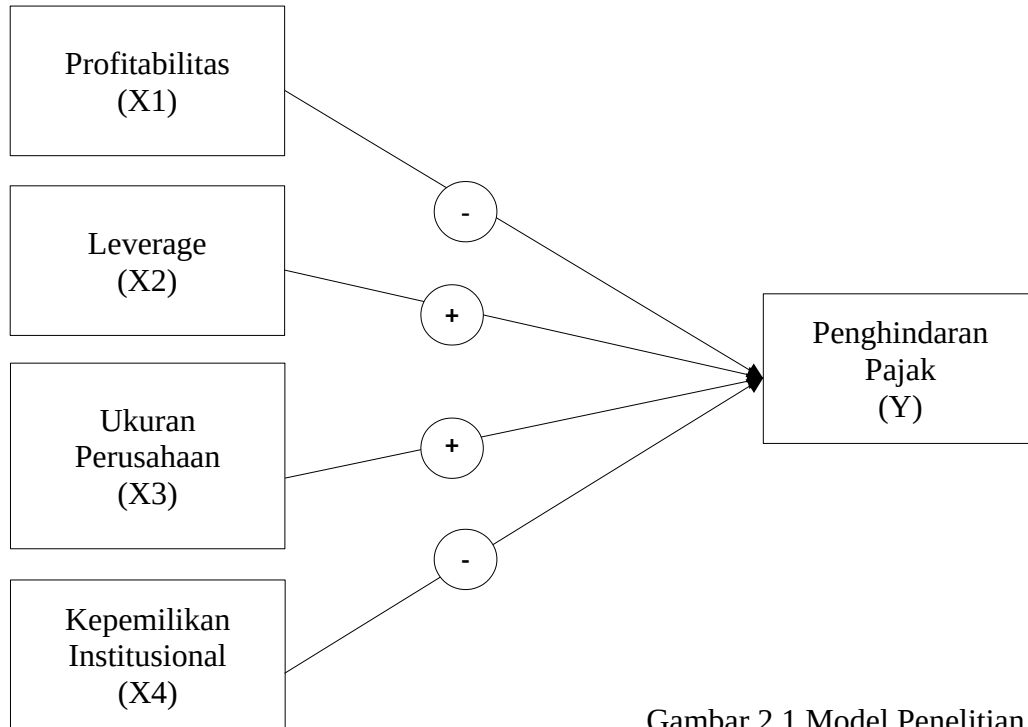 Profitabilitas
(X1)
-
Leverage
(X2)
+
Penghindaran
Pajak
(Y)
Ukuran
Perusahaan
(X3)
+
-
Kepemilikan
Institusional
(X4)
Gambar 2.1 Model Penelitian